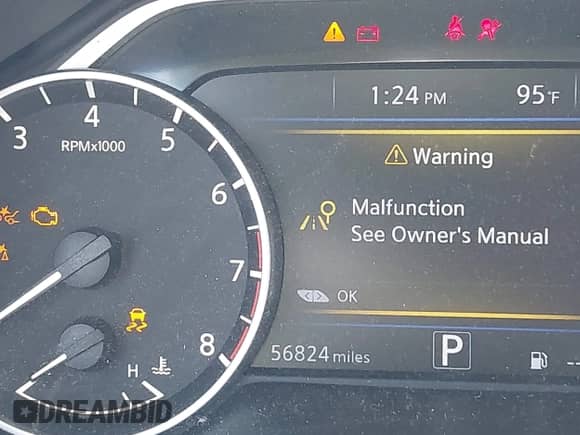 1:24 PM 95°F
3 4 5 6 7 8
RPMx1000
Warning
Malfunction
See Owner's Manual
OK
H
56824 miles P --
DREAMBID